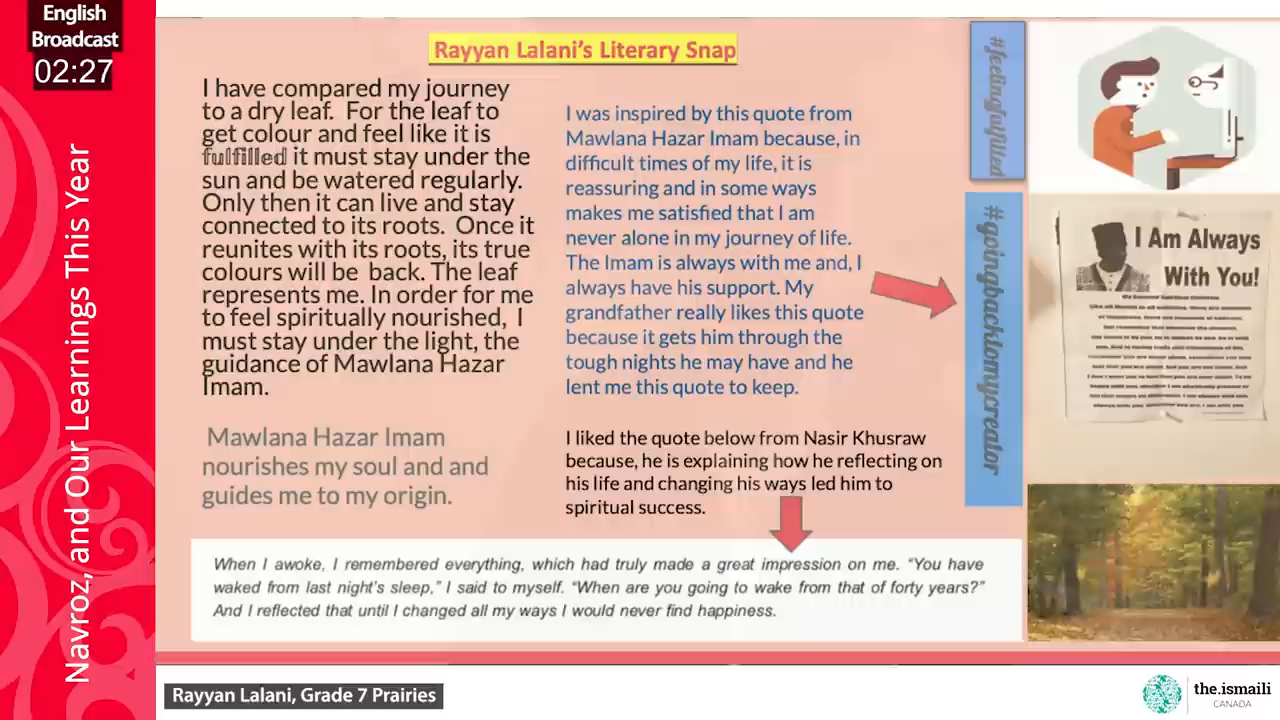 English
Broadcast
02:27
Navroz, and Our Learnings This Year
Rayyan Lalani's Literary Snap
I have compared my journey
to a dry leaf. For the leaf to
get colour and feel like it is
fulfilled it must stay under the
sun and be watered regularly.
Only then it can live and stay
connected to its roots. Once it
reunites with its roots, its true
colours will be back. The leaf
represents me. In order for me
to feel spiritually nourished, I
must stay under the light, the
guidance of Mawlana Hazar
Imam.
Mawlana Hazar Imam
nourishes my soul and and
guides me to my origin.
I was inspired by this quote from
Mawlana Hazar Imam because, in
difficult times of my life, it is
reassuring and in some ways
makes me satisfied that I am
never alone in my journey of life.
The Imam is always with me and, I
always have his support. My
grandfather really likes this quote
because it gets him through the
tough nights he may have and he
lent me this quote to keep.
I liked the quote below from Nasir Khusraw
because, he is explaining how he reflecting on
his life and changing his ways led him to
spiritual success.
When I awoke, I remembered everything, which had truly made a great impression on me. “You have
waked from last night's sleep,” I said to myself. “When are you going to wake from that of forty years?”
And I reflected that until I changed all my ways I would never find happiness.
#feelingfulfilled
#goingbacktomycreator
I Am Always
With You!
Rayyan Lalani, Grade 7 Prairies
the.ismaili
CANADA